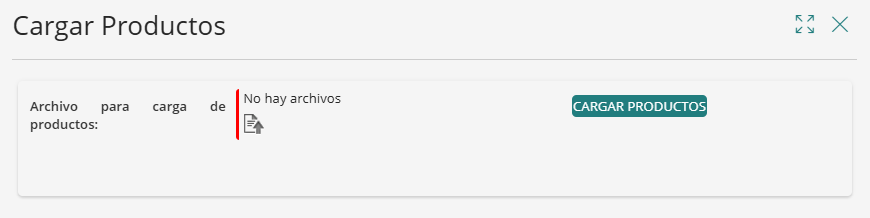 Cargar Productos
Archivo para carga de
productos:
No hay archivos
CARGAR PRODUCTOS